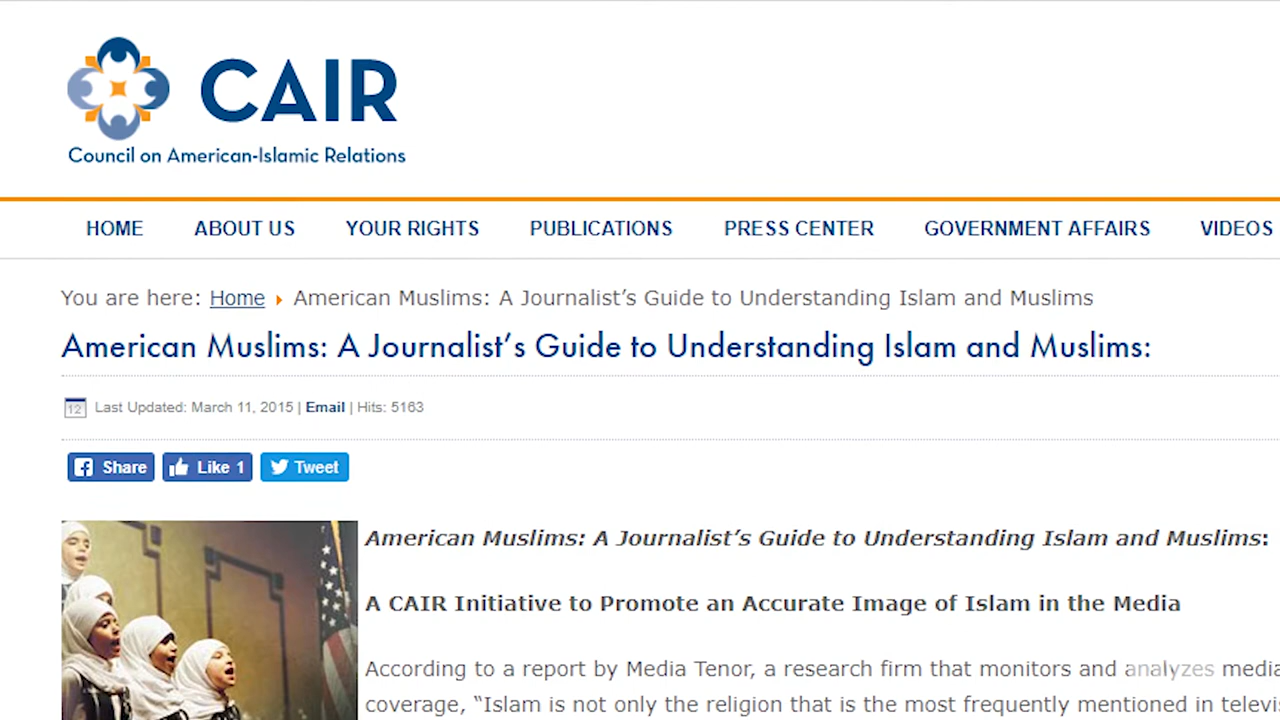 CAIR
Council on American-Islamic Relations
HOME ABOUT US YOUR RIGHTS PUBLICATIONS PRESS CENTER GOVERNMENT AFFAIRS VIDEOS
You are here: Home American Muslims: A Journalist’s Guide to Understanding Islam and Muslims
American Muslims: A Journalist’s Guide to Understanding Islam and Muslims:
12 Last Updated: March 11, 2015 | Email | Hits: 5163
Share Like 1 Tweet
American Muslims: A Journalist’s Guide to Understanding Islam and Muslims:
A CAIR Initiative to Promote an Accurate Image of Islam in the Media
According to a report by Media Tenor, a research firm that monitors and analyzes media
coverage, “Islam is not only the religion that is the most frequently mentioned in televis